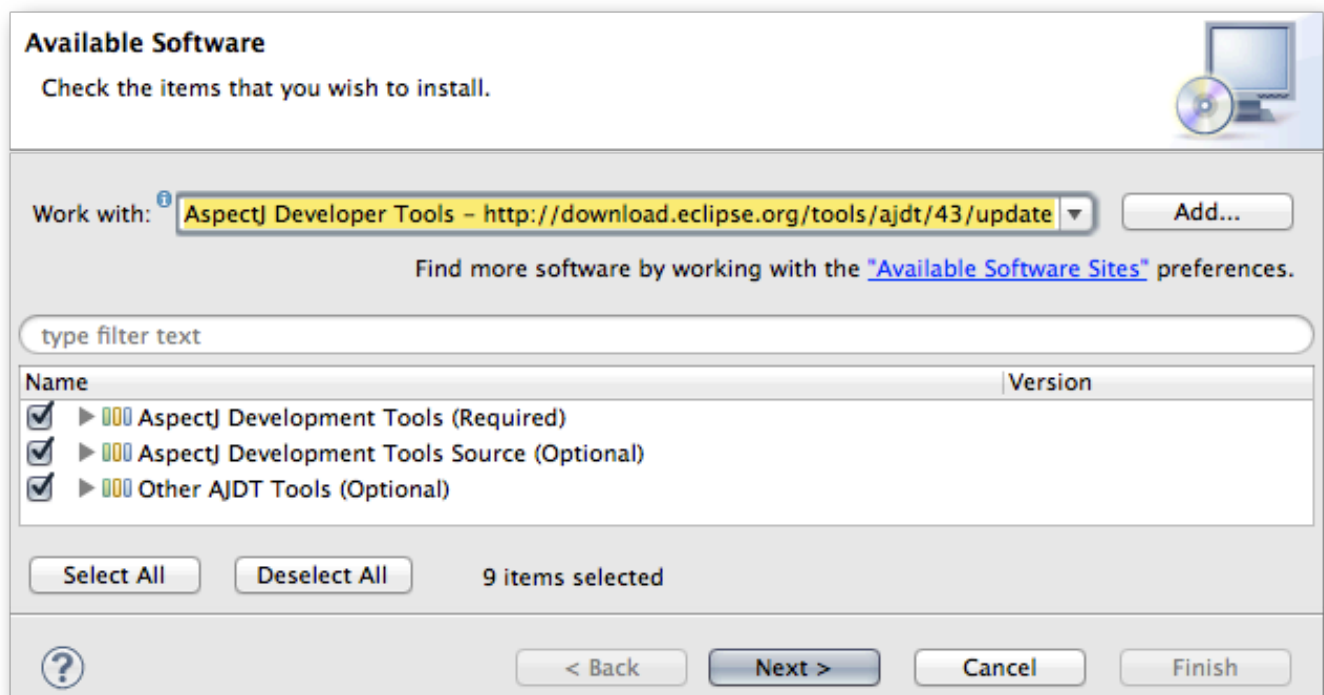 Available Software
Check the items that you wish to install.
Work with: AspectJ Developer Tools – http://download.eclipse.org/tools/ajdt/43/update Add...
Find more software by working with the "Available Software Sites" preferences.
type filter text
Name Version
AspectJ Development Tools (Required)
AspectJ Development Tools Source (Optional)
Other AJDT Tools (Optional)
Select All Deselect All 9 items selected
? < Back Next > Cancel Finish